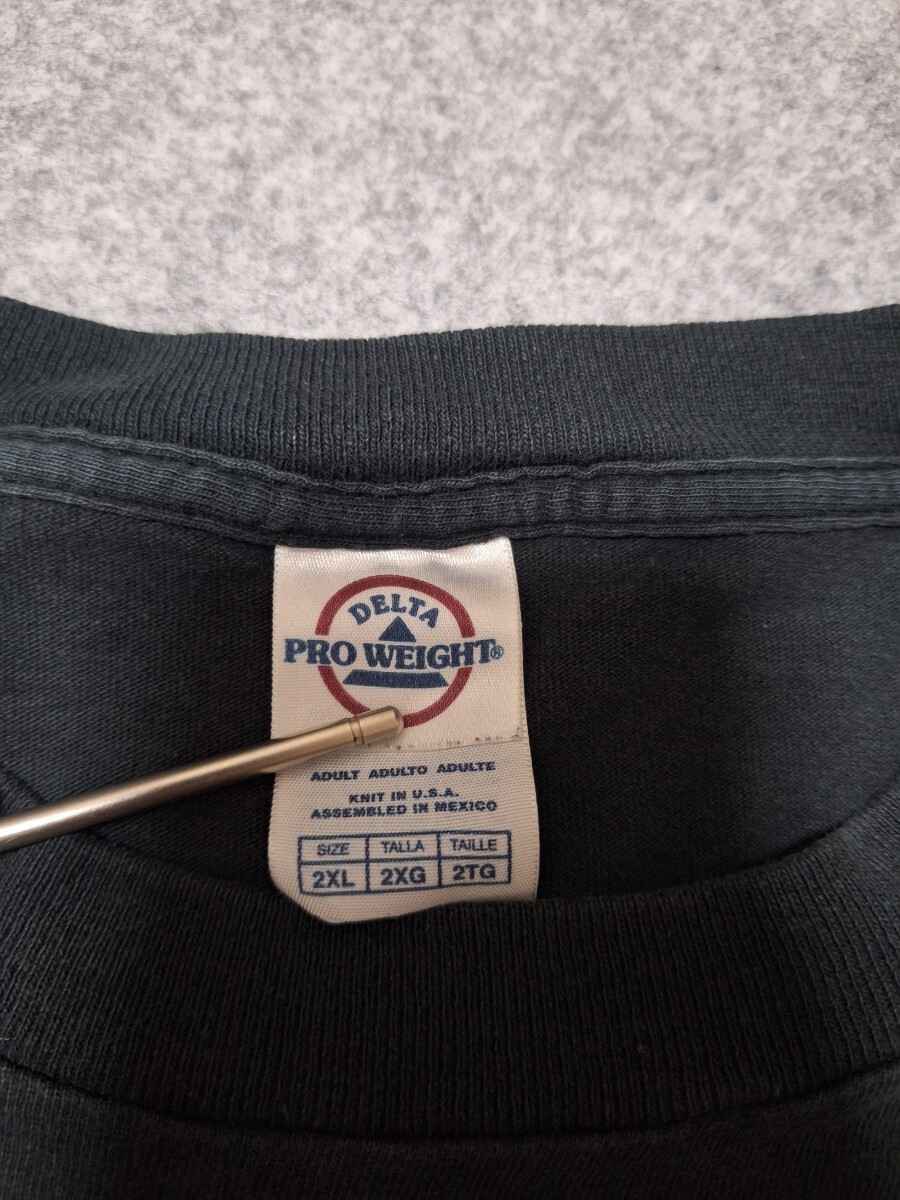 DELTA
PRO WEIGHT®
ADULT ADULTO ADULTE
KNIT IN U.S.A.
ASSEMBLED IN MEXICO
SIZE TALLA TAILLE
2XL 2XG 2TG